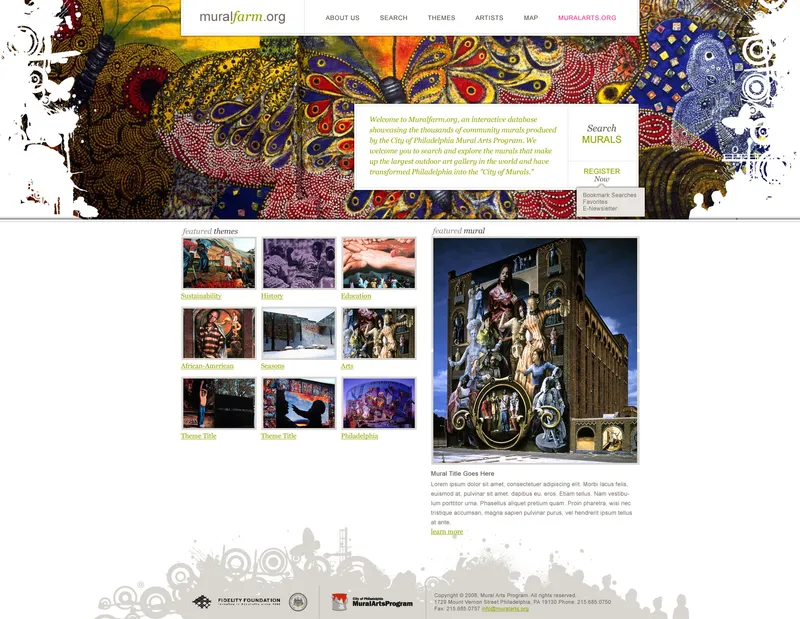 muralfarm.org
ABOUT US SEARCH THEMES ARTISTS MAP MURALARTS.ORG
Welcome to Muralfarm.org, an interactive database
showcasing the thousands of community murals produced
by the City of Philadelphia Mural Arts Program. We
welcome you to search and explore the murals that make
up the largest outdoor art gallery in the world and have
transformed Philadelphia into the "City of Murals."
Search
MURALS
REGISTER
Now
Bookmark Searches
Favorites
E-Newsletter
featured themes
Sustainability History Education
African-American Seasons Arts
Theme Title Theme Title Philadelphia
featured mural
Mural Title Goes Here
Lorem ipsum dolor sit amet, consectetuer adipiscing elit. Morbi lacus felis,
euismod at, pulvinar sit amet, dapibus eu, eros. Etiam tellus. Nam vestibu-
lum porttitor urna. Phasellus aliquet pretium quam. Proin pharetra, wisi nec
tristique accumsan, magna sapien pulvinar purus, vel hendrerit ipsum tellus
at ante.
learn more
FIDELITY FOUNDATION
City of Philadelphia
MuralArtsProgram
Copyright © 2009, Mural Arts Program. All rights reserved.
1729 Mount Vernon Street Philadelphia, PA 19130 Phone: 215.685.0750
Fax: 215.685.0757 info@muralarts.org